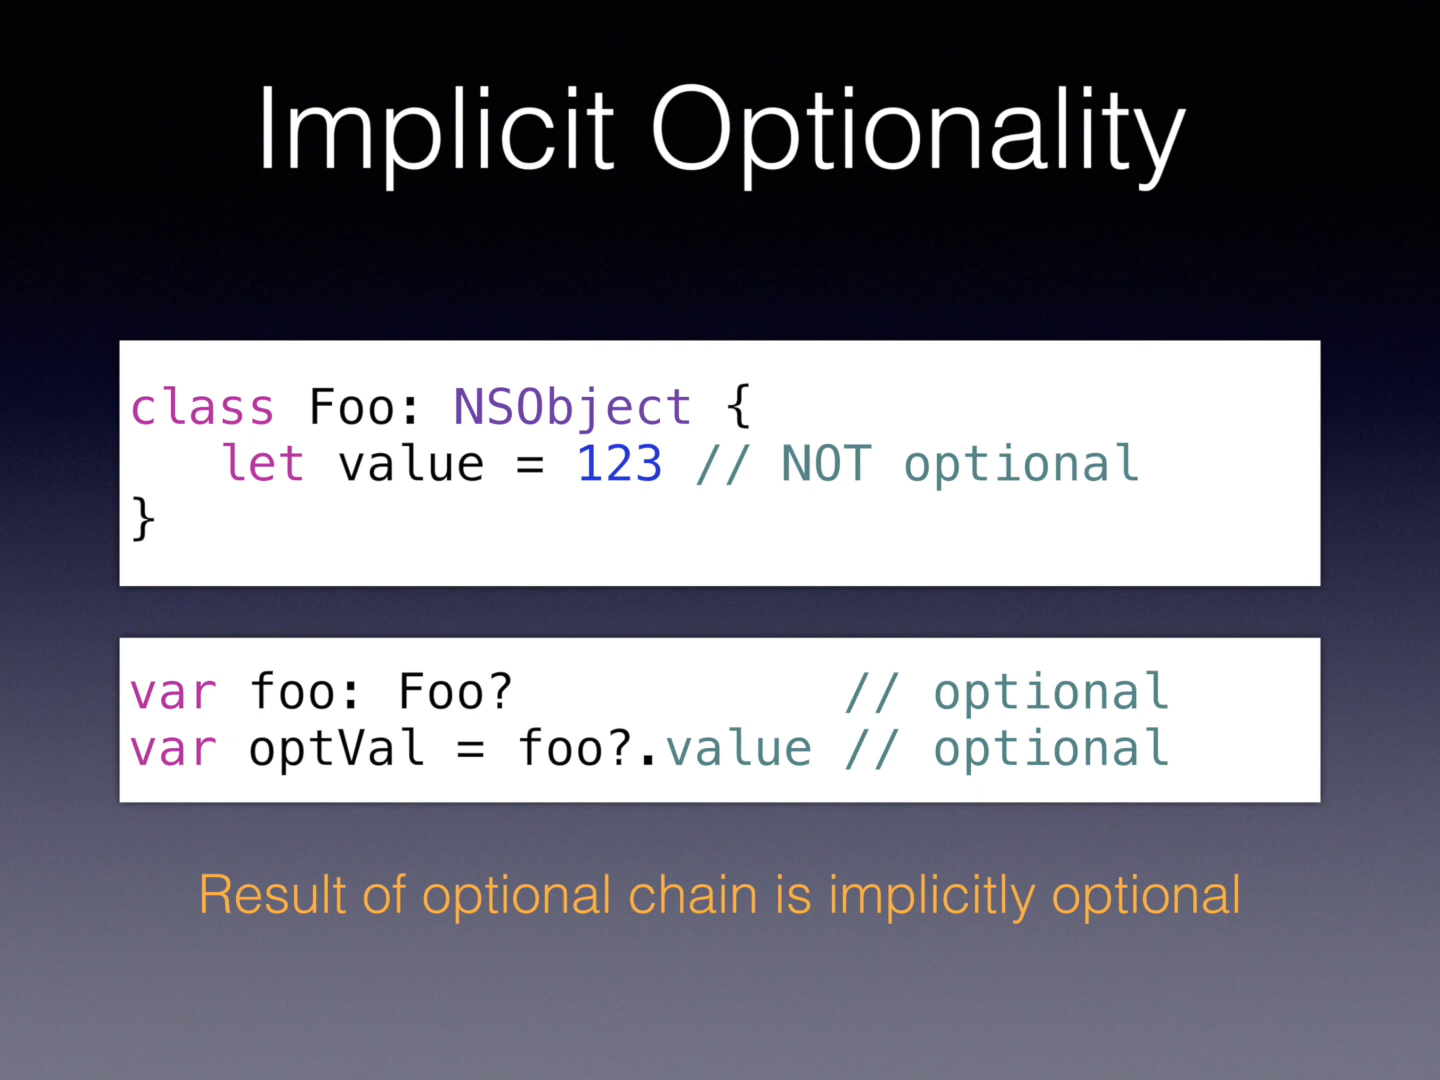 Implicit Optionality
class Foo: NSObject {
   let value = 123 // NOT optional
}
var foo: Foo?           // optional
var optVal = foo?.value // optional
Result of optional chain is implicitly optional